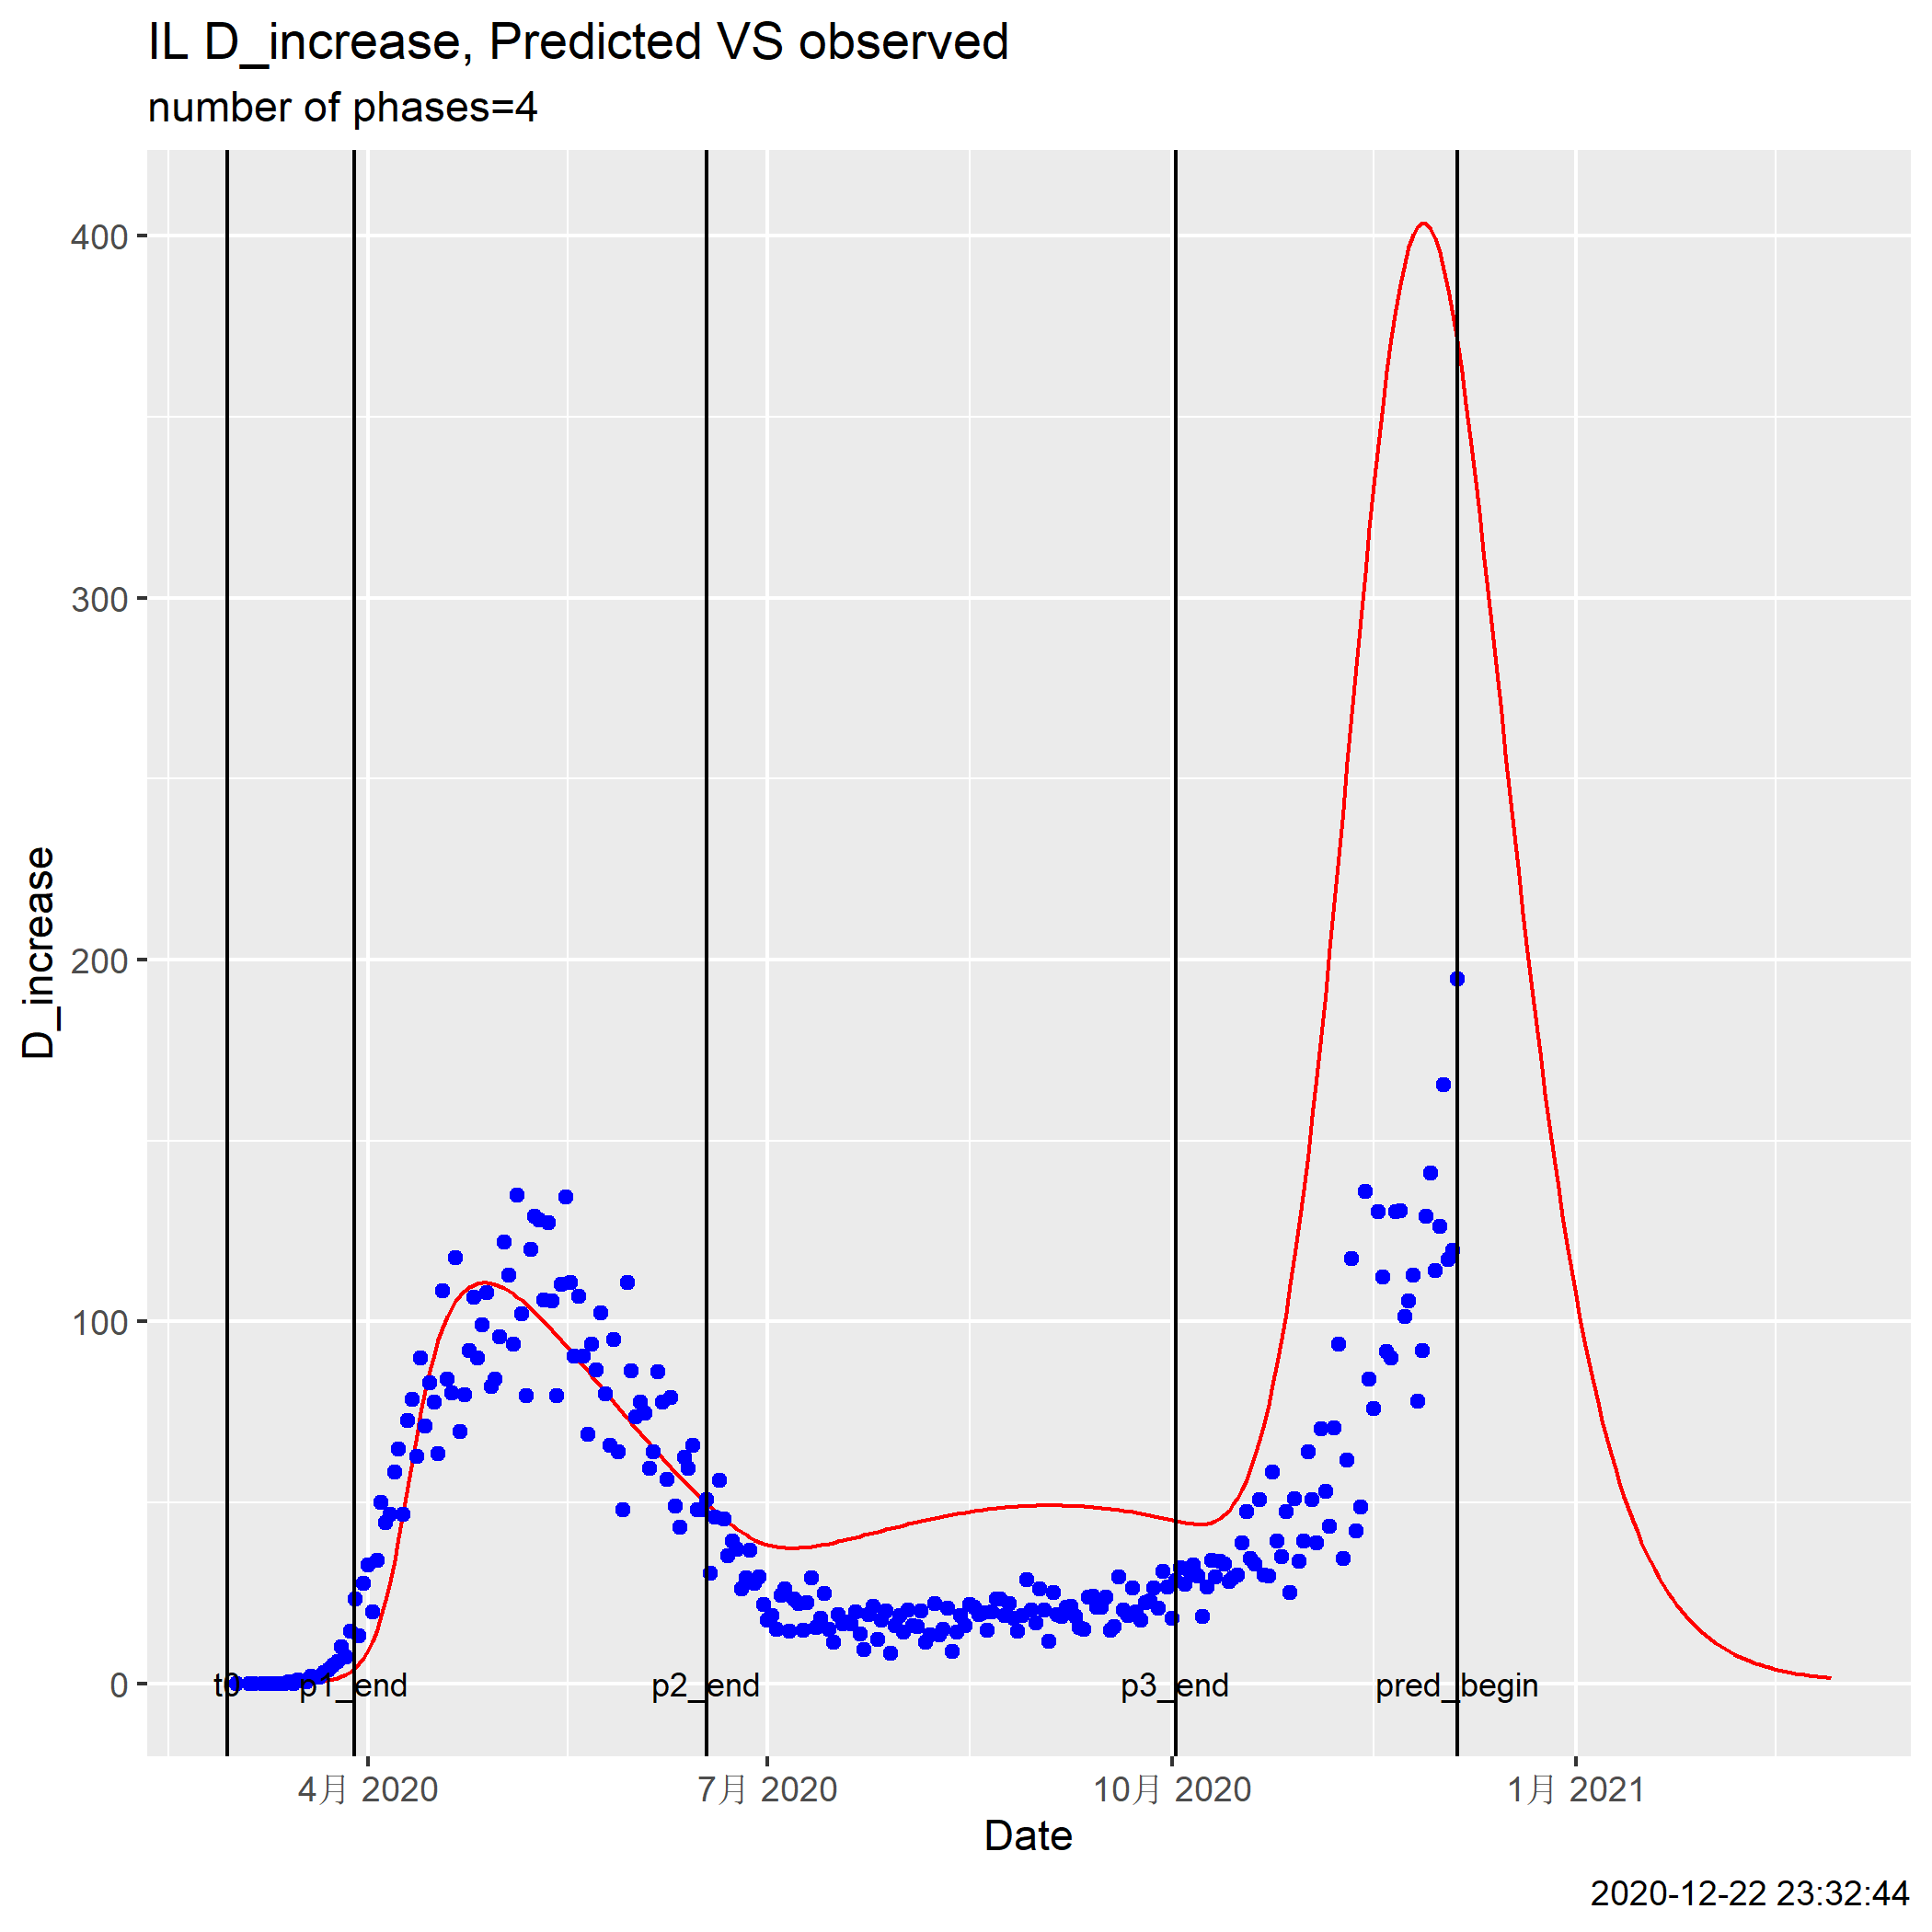 IL D_increase, Predicted VS observed
number of phases=4
400
300
200
100
0
D_increase
t0
p1_end
p2_end
p3_end
pred_begin
4月 2020
7月 2020
10月 2020
1月 2021
Date
2020-12-22 23:32:44